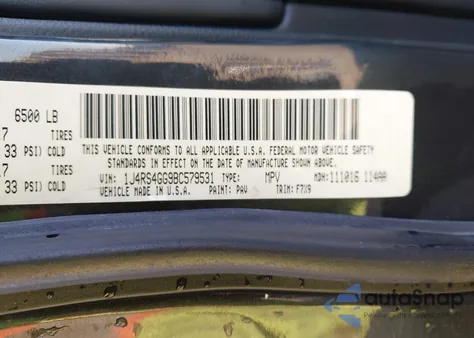 6500 LB
7 TIRES
33 PSI) COLD
7 TIRES
33 PSI) COLD
THIS VEHICLE CONFORMS TO ALL APPLICABLE U.S.A. FEDERAL MOTOR VEHICLE SAFETY
STANDARDS IN EFFECT ON THE DATE OF MANUFACTURE SHOWN ABOVE.
VIN: 1J4RS4GG9BC579531 TYPE: MPV MDH: 111016 114AA
VEHICLE MADE IN U.S.A. PAINT: PAV TRIM: F7X9
autoSnap